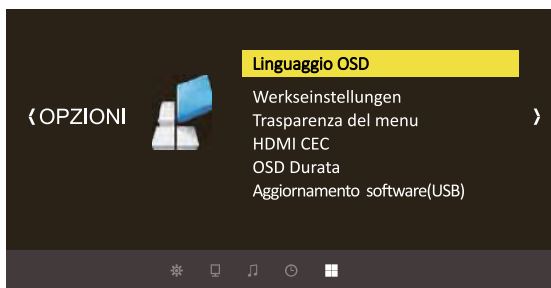 OPZIONI
Linguaggio OSD
Werkseinstellungen
Trasparenza del menu
HDMI CEC
OSD Durata
Aggiornamento software(USB)